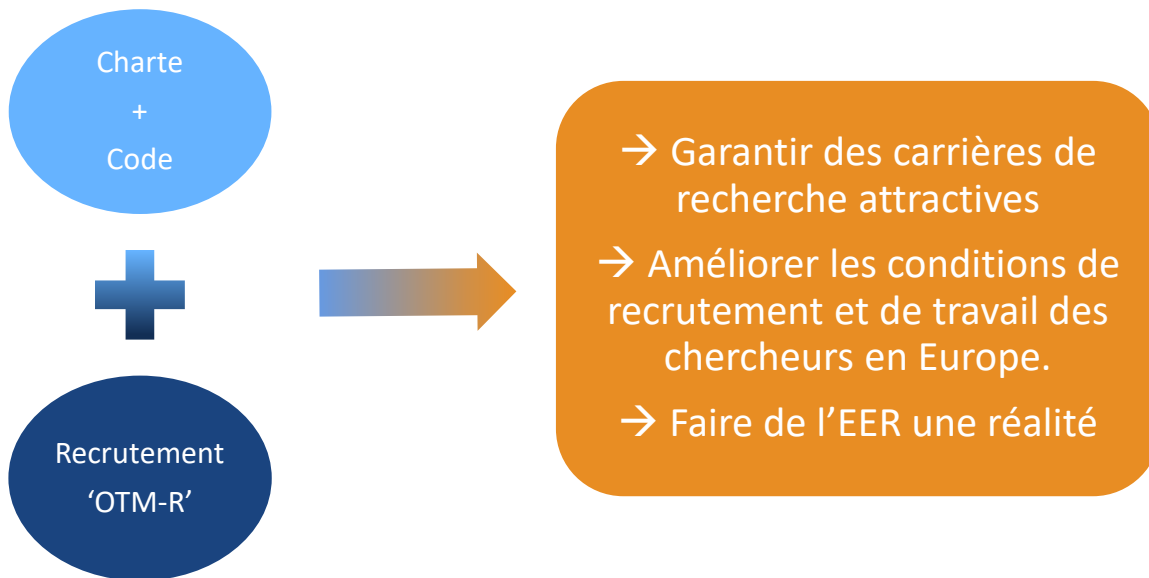 Charte
+
Code
Recrutement
‘OTM-R’
→ Garantir des carrières de
recherche attractives
→ Améliorer les conditions de
recrutement et de travail des
chercheurs en Europe.
→ Faire de l’EER une réalité